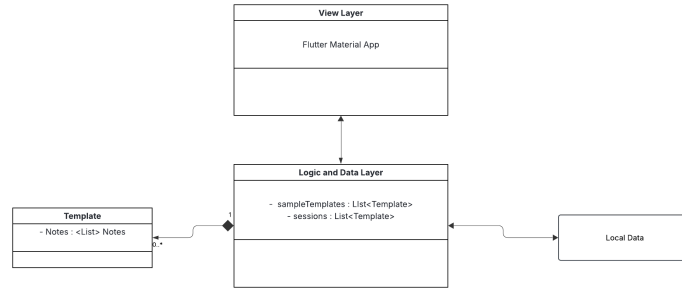 View Layer
Flutter Material App
Logic and Data Layer
- sampleTemplates : LIst<Template>
- sessions : List<Template>
1
Template
- Notes : <List> Notes
0..*
Local Data